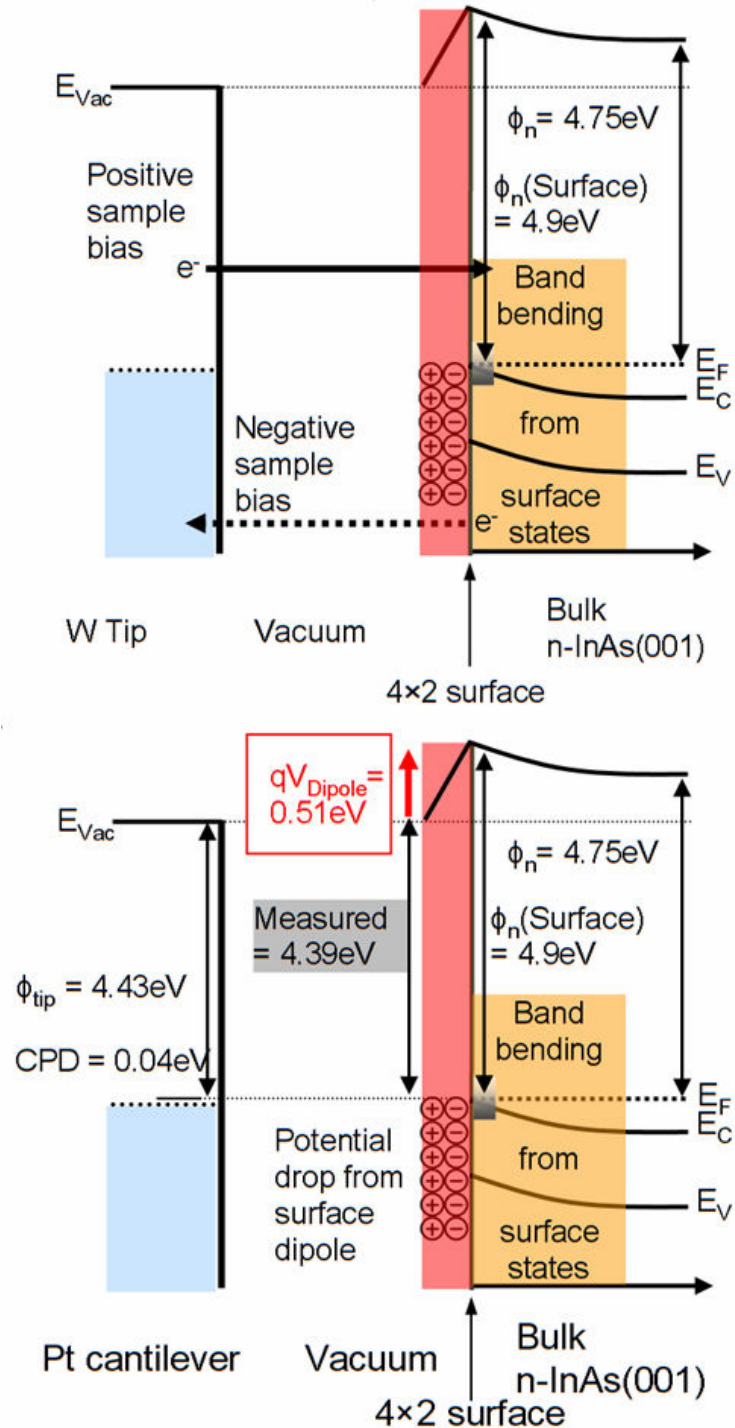 E_Vac
Positive
sample
bias
e-
ϕ_n= 4.75eV
ϕ_n(Surface)
= 4.9eV
Band
bending
E_F
E_C
from
E_V
Negative
sample
bias
surface
e-
states
W Tip
Vacuum
Bulk
n-InAs(001)
4×2 surface
qV_Dipole=
0.51eV
E_Vac
ϕ_n= 4.75eV
Measured
= 4.39eV
ϕ_n(Surface)
= 4.9eV
ϕ_tip = 4.43eV
CPD = 0.04eV
Band
bending
E_F
E_C
from
E_V
Potential
drop from
surface
dipole
surface
states
Pt cantilever
Vacuum
Bulk
n-InAs(001)
4×2 surface